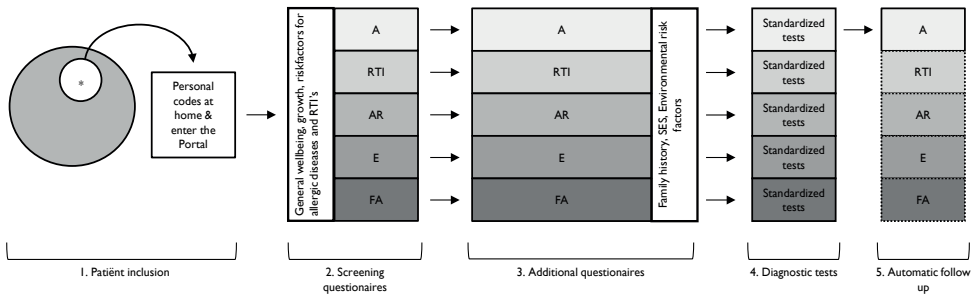 *
Personal
codes at
home &
enter the
Portal
General wellbeing, growth, riskfactors for
allergic diseases and RTI's
A
RTI
AR
E
FA
A
RTI
AR
E
FA
Family history, SES, Environmental risk
factors
Standardized
tests
Standardized
tests
Standardized
tests
Standardized
tests
Standardized
tests
A
RTI
AR
E
FA
1. Patiënt inclusion
2. Screening
questionaires
3. Additional questionaires
4. Diagnostic tests
5. Automatic follow
up